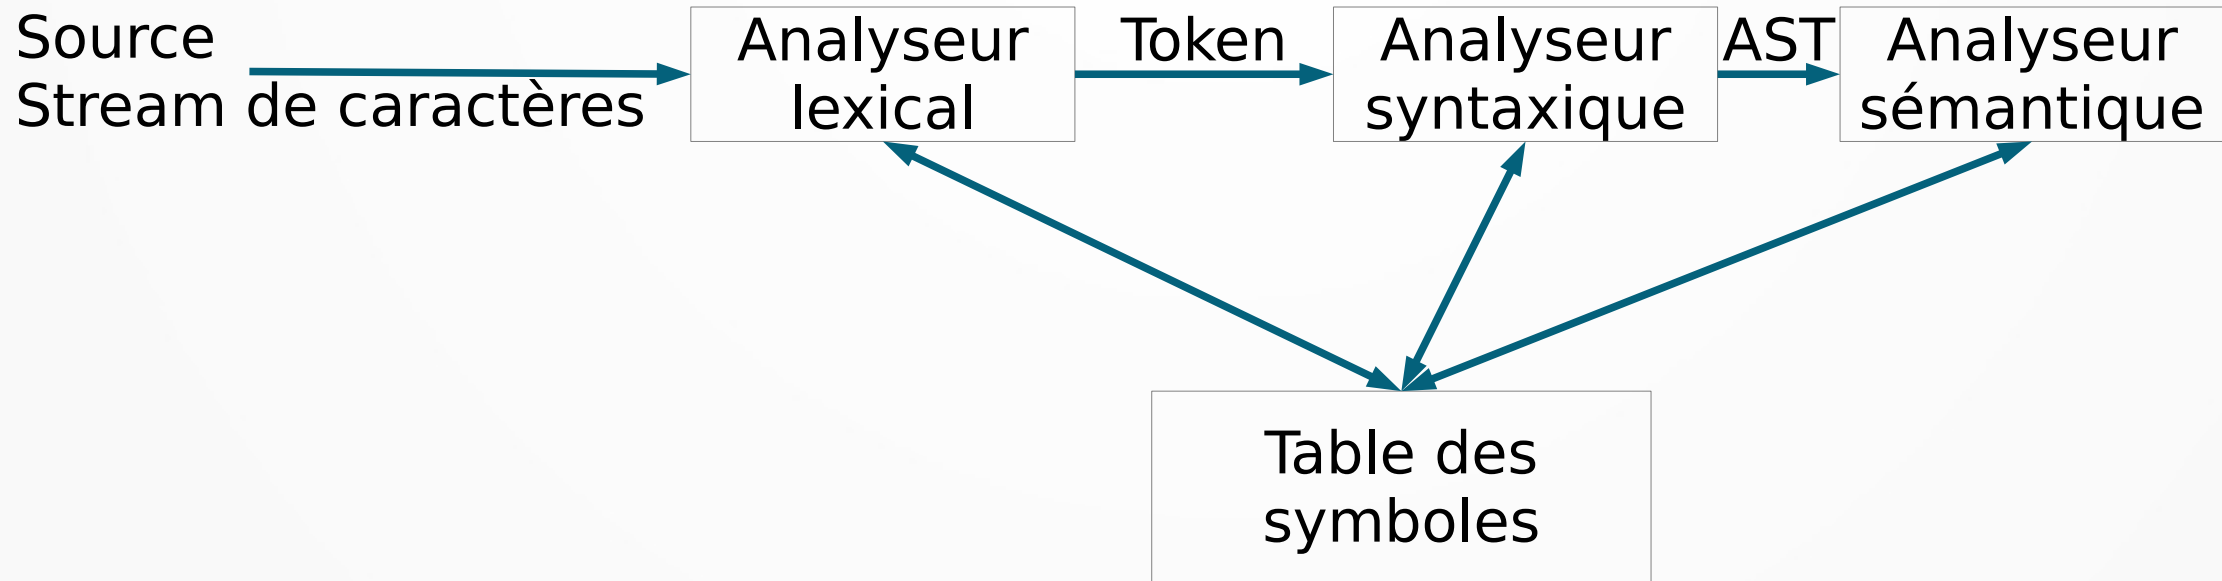 Source
Stream de caractères
Analyseur
lexical
Token
Analyseur
syntaxique
AST
Analyseur
sémantique
Table des
symboles